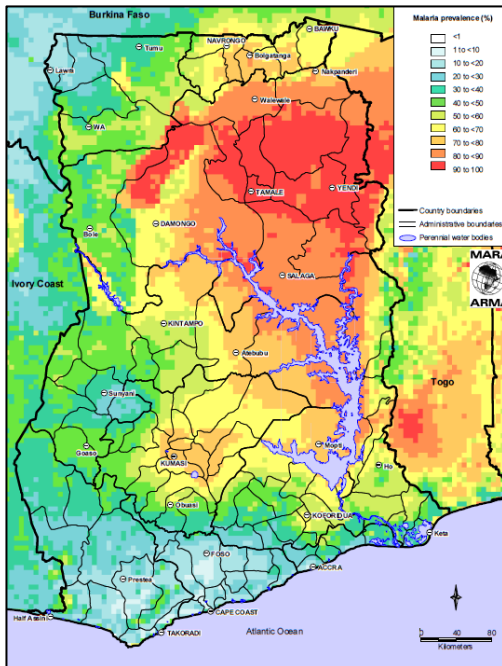 Burkina Faso
BAWKU
NAVRONGO
Tumu
Bolgatanga
Lawra
Nakpanderi
Walewale
WA
TAMALE
YENDI
DAMONGO
Bole
SALAGA
Ivory Coast
KINTAMPO
Atebubu
Togo
Sunyani
Goaso
Mopti
KUMASI
Ho
Obuasi
KOFORIDUA
Keta
FOSO
ACCRA
Prestea
CAPE COAST
Half Assini
TAKORADI
Atlantic Ocean
Malaria prevalence (%)
<1
1 to <10
10 to <20
20 to <30
30 to <40
40 to <50
50 to <60
60 to <70
70 to <80
80 to <90
90 to 100
Country boundaries
Administrative boundaries
Perennial water bodies
MARA
ARMA
0 40 80
Kilometers